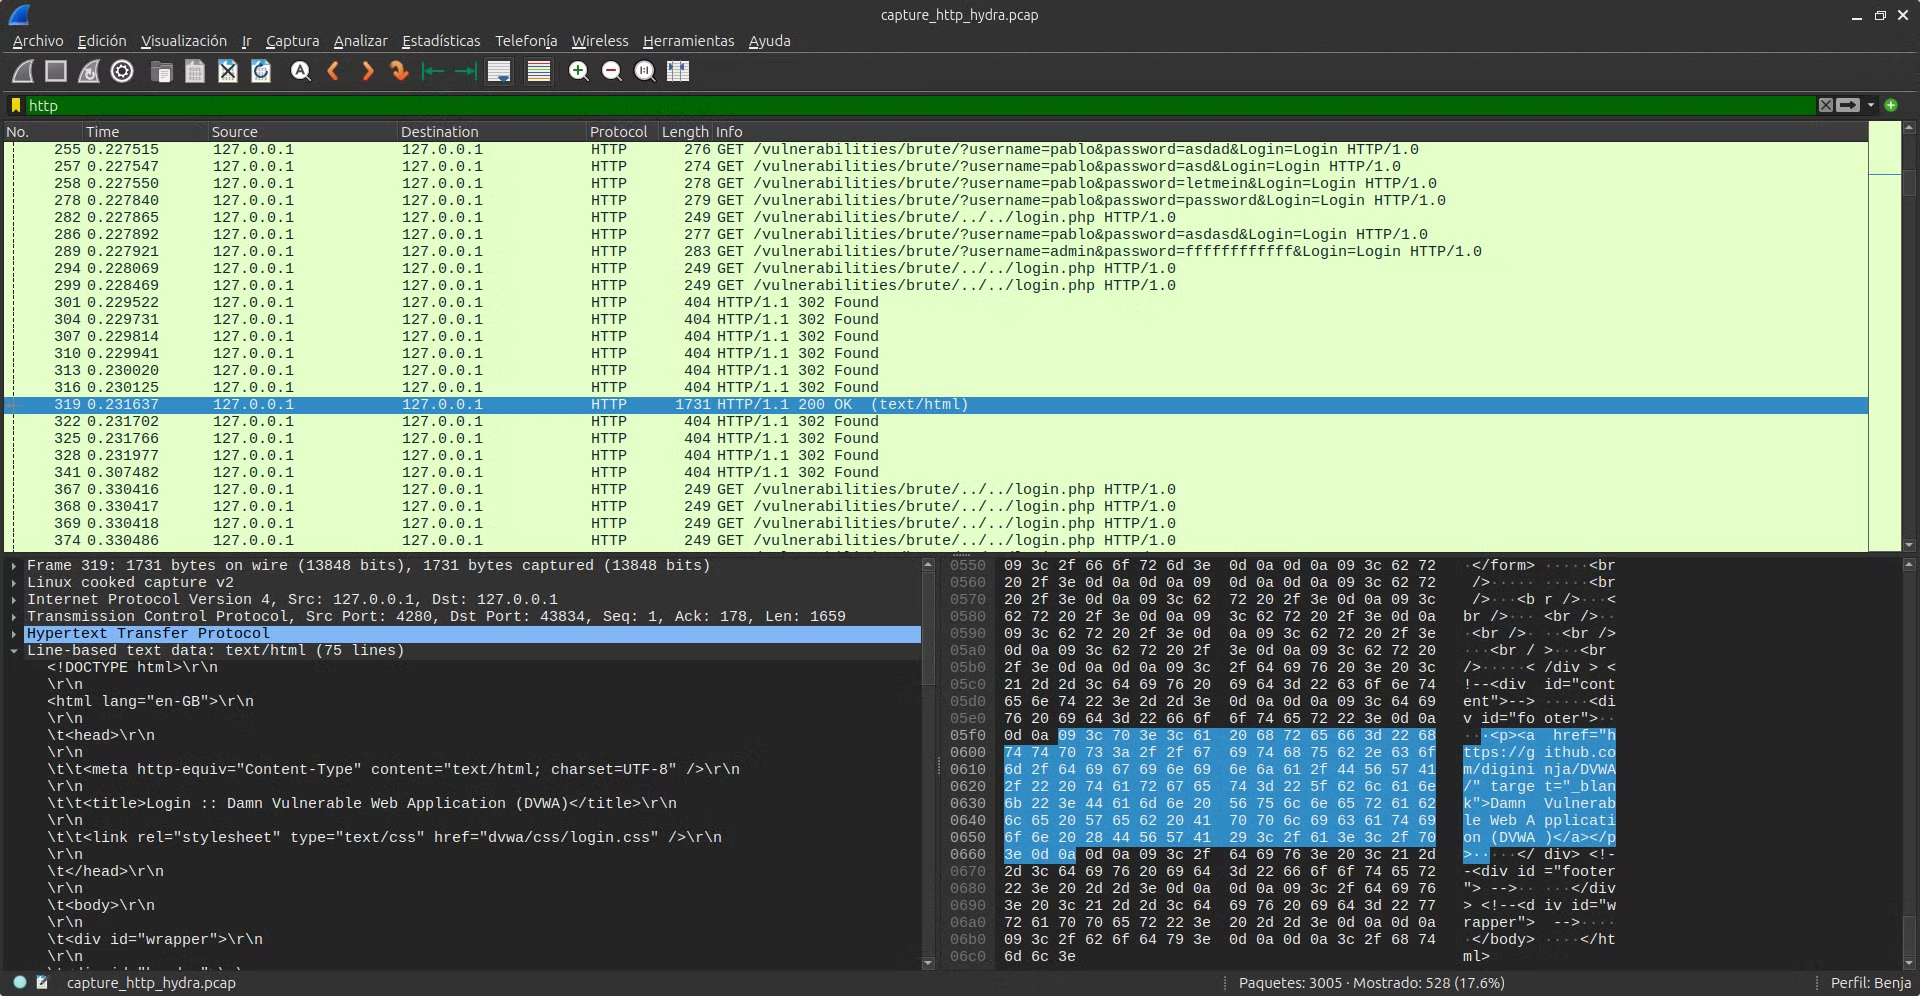 capture_http_hydra.pcap
Archivo Edición Visualización Ir Captura Analizar Estadísticas Telefonía Wireless Herramientas Ayuda
http
No. Time Source Destination Protocol Length Info
255 0.227515 127.0.0.1 127.0.0.1 HTTP 276 GET /vulnerabilities/brute/?username=pablo&password=asdad&Login=Login HTTP/1.0
257 0.227547 127.0.0.1 127.0.0.1 HTTP 274 GET /vulnerabilities/brute/?username=pablo&password=asd&Login=Login HTTP/1.0
258 0.227550 127.0.0.1 127.0.0.1 HTTP 278 GET /vulnerabilities/brute/?username=pablo&password=letmein&Login=Login HTTP/1.0
278 0.227840 127.0.0.1 127.0.0.1 HTTP 279 GET /vulnerabilities/brute/?username=pablo&password=password&Login=Login HTTP/1.0
282 0.227865 127.0.0.1 127.0.0.1 HTTP 249 GET /vulnerabilities/brute/../../login.php HTTP/1.0
286 0.227892 127.0.0.1 127.0.0.1 HTTP 277 GET /vulnerabilities/brute/?username=pablo&password=asdasd&Login=Login HTTP/1.0
289 0.227921 127.0.0.1 127.0.0.1 HTTP 283 GET /vulnerabilities/brute/?username=admin&password=ffffffffffff&Login=Login HTTP/1.0
294 0.228069 127.0.0.1 127.0.0.1 HTTP 249 GET /vulnerabilities/brute/../../login.php HTTP/1.0
299 0.228469 127.0.0.1 127.0.0.1 HTTP 249 GET /vulnerabilities/brute/../../login.php HTTP/1.0
301 0.229522 127.0.0.1 127.0.0.1 HTTP 404 HTTP/1.1 302 Found
304 0.229731 127.0.0.1 127.0.0.1 HTTP 404 HTTP/1.1 302 Found
307 0.229814 127.0.0.1 127.0.0.1 HTTP 404 HTTP/1.1 302 Found
310 0.229941 127.0.0.1 127.0.0.1 HTTP 404 HTTP/1.1 302 Found
313 0.230020 127.0.0.1 127.0.0.1 HTTP 404 HTTP/1.1 302 Found
316 0.230125 127.0.0.1 127.0.0.1 HTTP 404 HTTP/1.1 302 Found
319 0.231637 127.0.0.1 127.0.0.1 HTTP 1731 HTTP/1.1 200 OK (text/html)
322 0.231702 127.0.0.1 127.0.0.1 HTTP 404 HTTP/1.1 302 Found
325 0.231766 127.0.0.1 127.0.0.1 HTTP 404 HTTP/1.1 302 Found
328 0.231977 127.0.0.1 127.0.0.1 HTTP 404 HTTP/1.1 302 Found
341 0.307482 127.0.0.1 127.0.0.1 HTTP 404 HTTP/1.1 302 Found
367 0.330416 127.0.0.1 127.0.0.1 HTTP 249 GET /vulnerabilities/brute/../../login.php HTTP/1.0
368 0.330417 127.0.0.1 127.0.0.1 HTTP 249 GET /vulnerabilities/brute/../../login.php HTTP/1.0
369 0.330418 127.0.0.1 127.0.0.1 HTTP 249 GET /vulnerabilities/brute/../../login.php HTTP/1.0
374 0.330486 127.0.0.1 127.0.0.1 HTTP 249 GET /vulnerabilities/brute/../../login.php HTTP/1.0
Frame 319: 1731 bytes on wire (13848 bits), 1731 bytes captured (13848 bits)
Linux cooked capture v2
Internet Protocol Version 4, Src: 127.0.0.1, Dst: 127.0.0.1
Transmission Control Protocol, Src Port: 4280, Dst Port: 43834, Seq: 1, Ack: 178, Len: 1659
Hypertext Transfer Protocol
Line-based text data: text/html (75 lines)
<!DOCTYPE html>\r\n
\r\n
<html lang="en-GB">\r\n
\r\n
\t<head>\r\n
\r\n
\t\t<meta http-equiv="Content-Type" content="text/html; charset=UTF-8" />\r\n
\r\n
\t\t<title>Login :: Damn Vulnerable Web Application (DVWA)</title>\r\n
\r\n
\t\t<link rel="stylesheet" type="text/css" href="dvwa/css/login.css" />\r\n
\r\n
\t</head>\r\n
\r\n
\t<body>\r\n
\r\n
\t<div id="wrapper">\r\n
\r\n
0550 09 3c 2f 66 6f 72 6d 3e 0d 0a 0d 0a 09 3c 62 72 ·</form> ·····<br
0560 20 2f 3e 0d 0a 0d 0a 09 3c 62 72 />····· ····<br
0570 20 2f 3e 0d 0a 09 3c 62 72 20 2f 3e 0d 0a 09 3c />···<b r />···<
0580 62 72 20 2f 3e 0d 0a 09 3c 62 72 20 2f 3e 0d 0a br />··· <br />··
0590 09 3c 62 72 20 2f 3e 0d 0a 09 3c 62 72 20 2f 3e ·<br />· ··<br />
05a0 0d 0a 09 3c 62 72 20 2f 3e 0d 0a 09 3c 62 72 20 ···<br / >···<br
05b0 2f 3e 0d 0a 0d 0a 09 3c 2f 64 69 76 20 3e 20 3c />·····< /div > <
05c0 21 2d 2d 3c 64 69 76 20 69 64 3d 22 63 6f 6e 74 !--<div id="cont
05d0 65 6e 74 22 3e 2d 2d 3e 0d 0a 0d 0a 09 3c 64 69 ent">--> ·····<di
05e0 76 20 69 64 3d 22 66 6f 6f 74 65 72 22 3e 0d 0a v id="fo oter">··
05f0 0d 0a 09 3c 70 3e 3c 61 20 68 72 65 66 3d 22 68 ···<p><a href="h
0600 74 74 70 73 3a 2f 2f 67 69 74 68 75 62 2e 63 6f ttps://g ithub.co
0610 6d 2f 64 69 67 69 6e 69 6e 6a 61 2f 44 56 57 41 m/digini nja/DVWA
0620 2f 22 20 74 61 72 67 65 74 3d 22 5f 62 6c 61 6e /" targe t="_blan
0630 6b 22 3e 44 61 6d 6e 20 56 75 6c 6e 65 72 61 62 k">Damn Vulnerab
0640 6c 65 20 57 65 62 20 41 70 70 6c 69 63 61 74 69 le Web A pplicati
0650 6f 6e 20 28 44 56 57 41 29 3c 2f 61 3e 3c 2f 70 on (DVWA )</a></p
0660 3e 0d 0a 0d 0a 09 3c 2f 64 69 76 3e 20 3c 21 2d >·····</ div> <!-
0670 2d 3c 64 69 76 20 69 64 3d 22 66 6f 6f 74 65 72 -<div id ="footer
0680 22 3e 20 2d 2d 3e 0d 0a 0d 0a 09 3c 2f 64 69 76 "> -->·· ···</div
0690 3e 20 3c 21 2d 2d 3c 64 69 76 20 69 64 3d 22 77 > <!--<d iv id="w
06a0 72 61 70 70 65 72 22 3e 20 2d 2d 3e 0d 0a 0d 0a rapper"> -->····
06b0 09 3c 2f 62 6f 64 79 3e 0d 0a 0d 0a 3c 2f 68 74 ·</body> ····</ht
06c0 6d 6c 3e ml>
capture_http_hydra.pcap Paquetes: 3005 · Mostrado: 528 (17.6%) Perfil: Benja